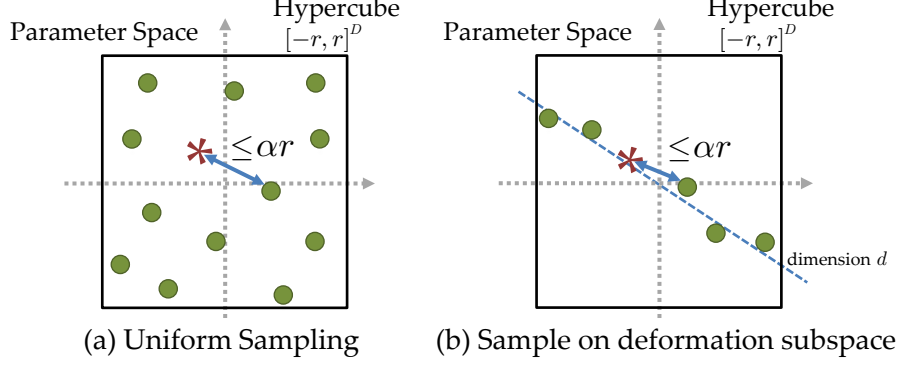 Parameter Space
Hypercube
$[-r, r]^D$
≤αr
(a) Uniform Sampling
Parameter Space
Hypercube
$[-r, r]^D$
≤αr
dimension d
(b) Sample on deformation subspace